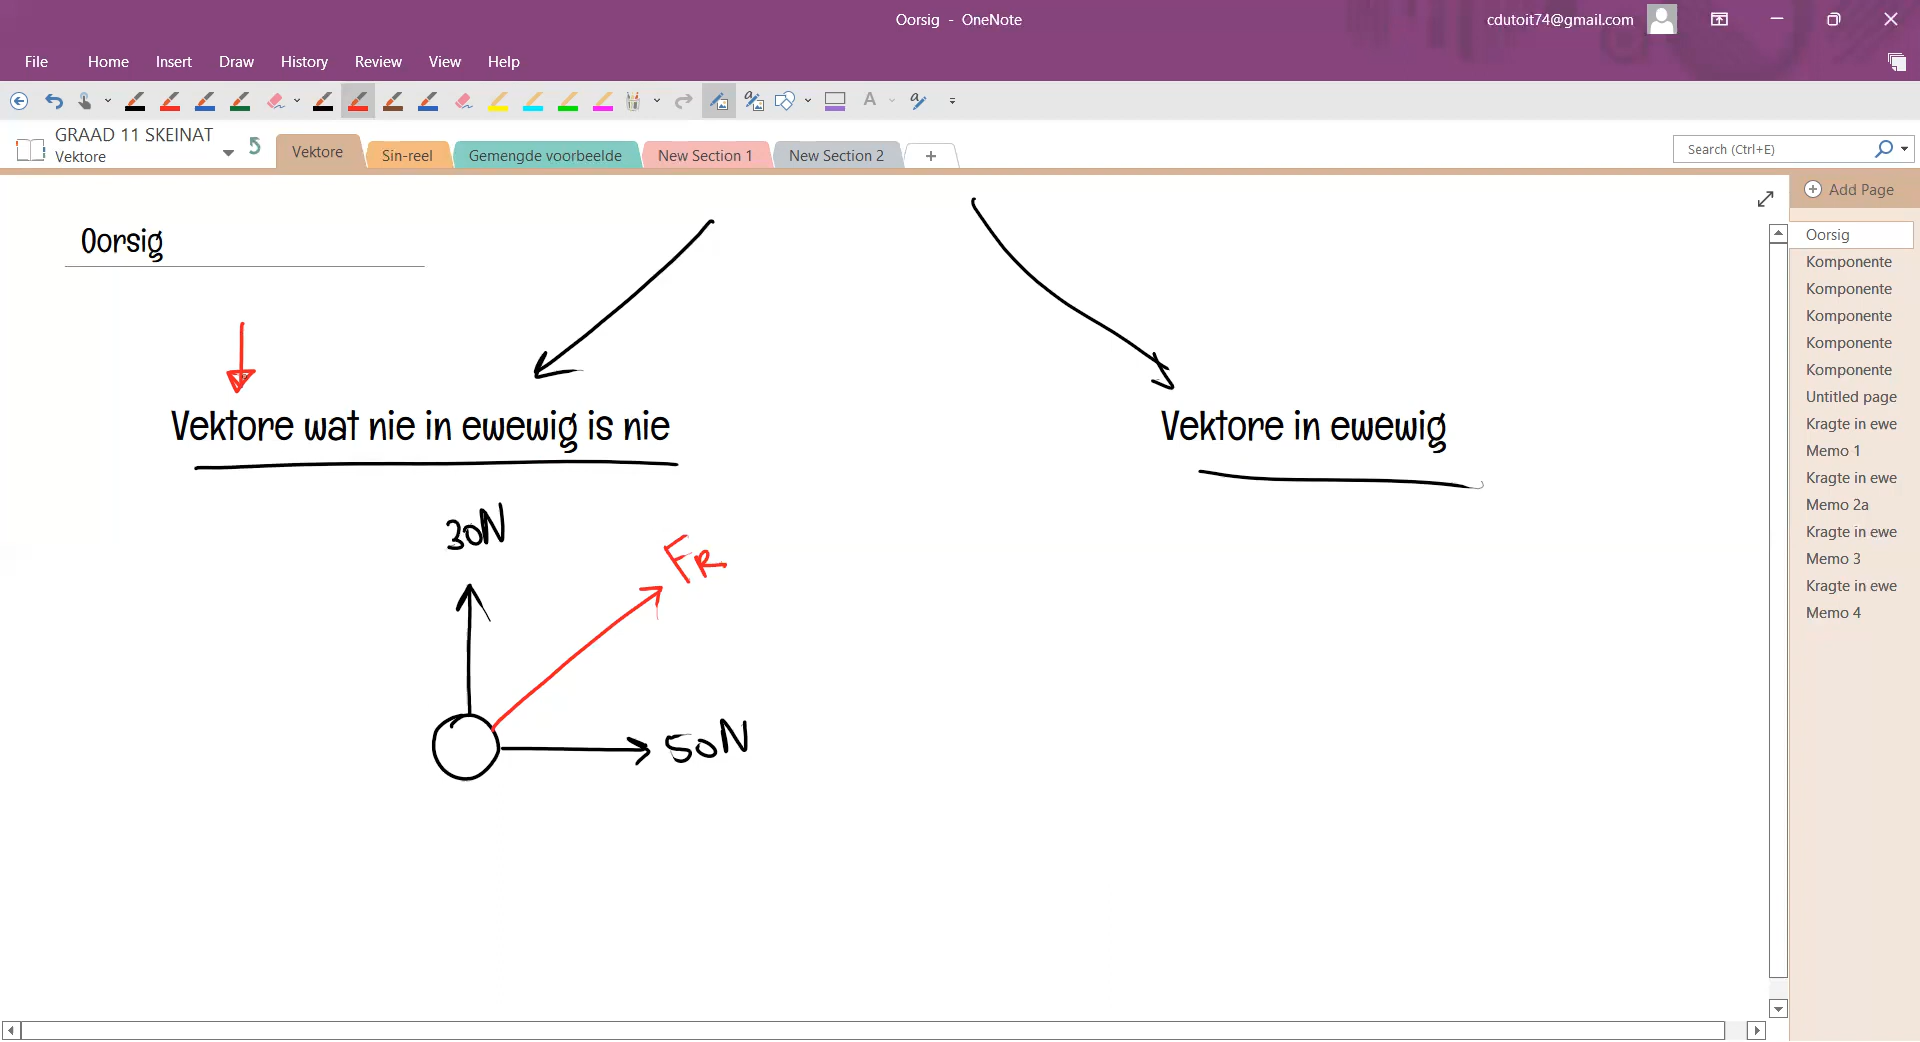 Oorsig - OneNote
cdutoit74@gmail.com
File Home Insert Draw History Review View Help
GRAAD 11 SKEINAT
Vektore
Vektore
Sin-reel
Gemengde voorbeelde
New Section 1
New Section 2
+
Search (Ctrl+E)
Add Page
Oorsig
Oorsig
Komponente
Komponente
Komponente
Komponente
Komponente
Untitled page
Kragte in ewe
Memo 1
Kragte in ewe
Memo 2a
Kragte in ewe
Memo 3
Kragte in ewe
Memo 4
Vektore wat nie in ewewig is nie
Vektore in ewewig
30N
FR
50N